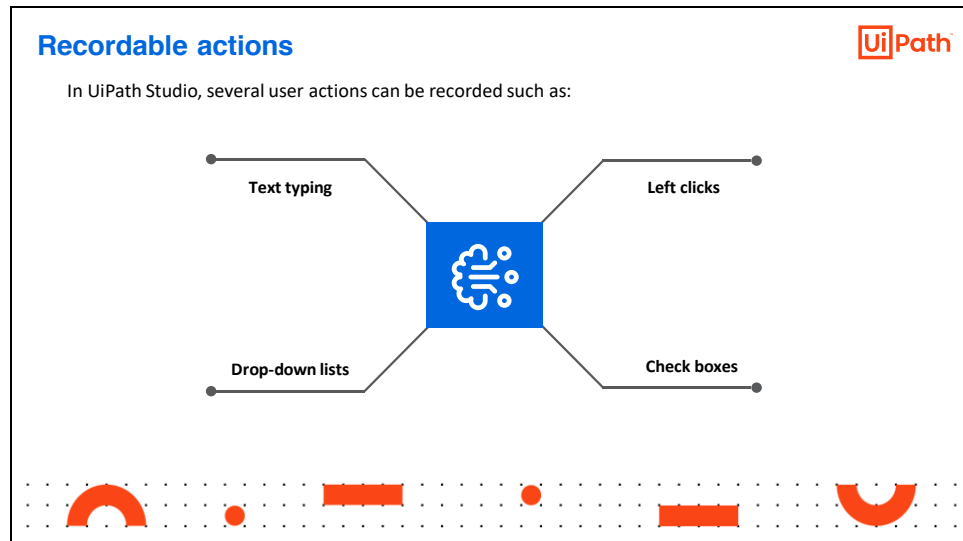 Recordable actions
UiPath
In UiPath Studio, several user actions can be recorded such as:
Text typing
Left clicks
Drop-down lists
Check boxes